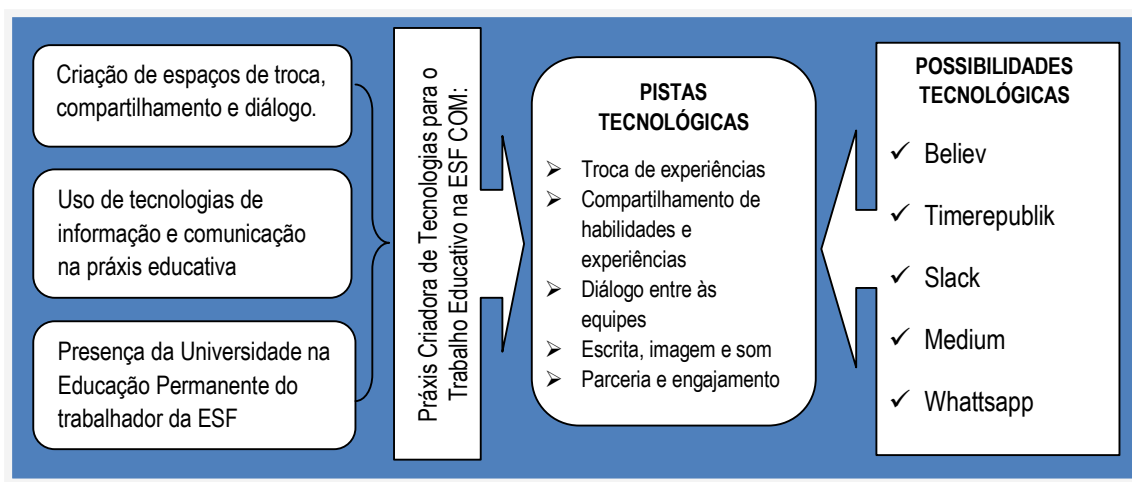 Criação de espaços de troca,
compartilhamento e diálogo.
Uso de tecnologias de
informação e comunicação
na práxis educativa
Presença da Universidade na
Educação Permanente do
trabalhador da ESF
Práxis Criadora de Tecnologias para o
Trabalho Educativo na ESF COM:
PISTAS
TECNOLÓGICAS
Troca de experiências
Compartilhamento de
habilidades e
experiências
Diálogo entre às
equipes
Escrita, imagem e som
Parceria e engajamento
POSSIBILIDADES
TECNOLÓGICAS
Believ
Timerepublik
Slack
Medium
Whattsapp